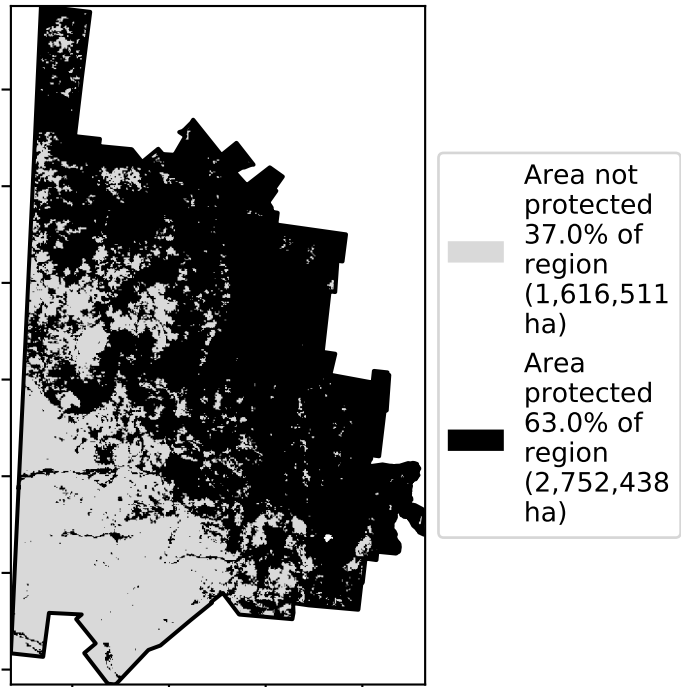 Area not
protected
37.0% of
region
(1,616,511
ha)
Area
protected
63.0% of
region
(2,752,438
ha)